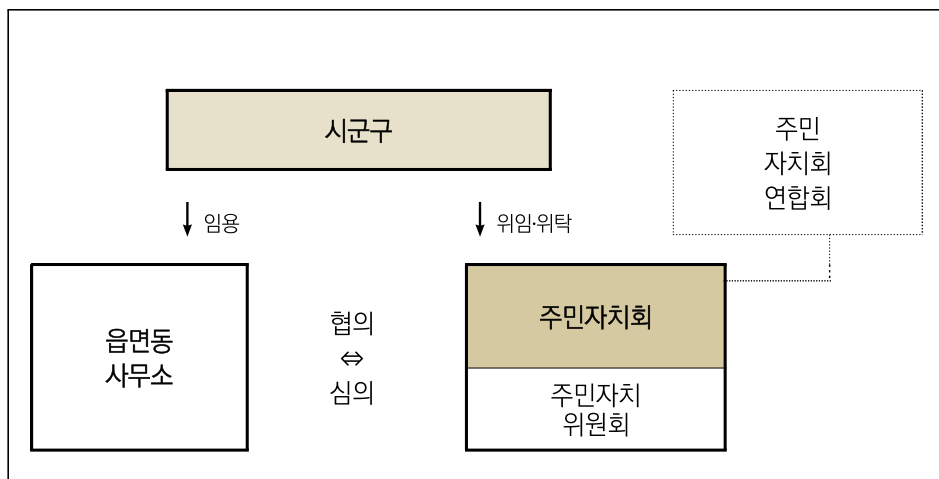 시군구
주민
자치회
연합회
임용
위임·위탁
읍면동
사무소
협의
⇔
심의
주민자치회
주민자치
위원회